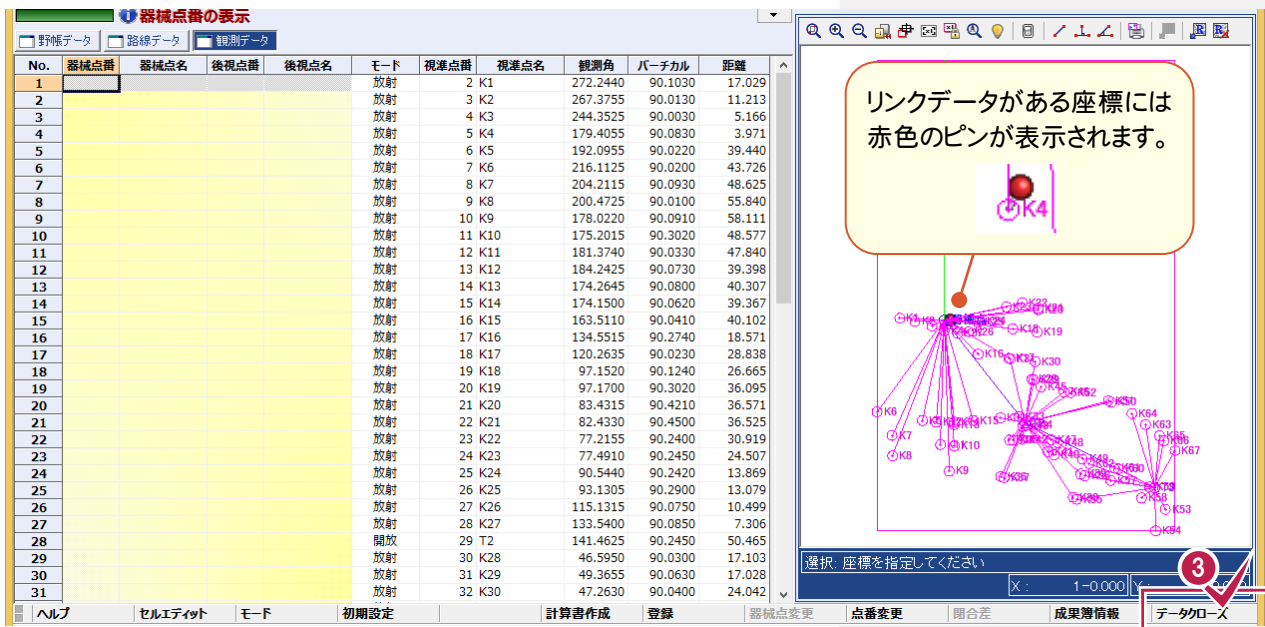 器械点番の表示
野帳データ 路線データ 観測データ
No. 器械点番 器械点名 後視点番 後視点名 モード 視準点番 視準点名 観測角 バーチカル 距離
1 放射 2 K1 272.2440 90.1030 17.029
2 放射 3 K2 267.3755 90.0130 11.213
3 放射 4 K3 244.3525 90.0030 5.166
4 放射 5 K4 179.4055 90.0830 3.971
5 放射 6 K5 192.0955 90.0220 39.440
6 放射 7 K6 216.1125 90.0200 43.726
7 放射 8 K7 204.2115 90.0930 48.625
8 放射 9 K8 200.4725 90.0100 55.840
9 放射 10 K9 178.0220 90.0910 58.111
10 放射 11 K10 175.2015 90.3020 48.577
11 放射 12 K11 181.3740 90.0330 47.840
12 放射 13 K12 184.2425 90.0730 39.398
13 放射 14 K13 174.2645 90.0800 40.307
14 放射 15 K14 174.1500 90.0620 39.367
15 放射 16 K15 163.5110 90.0410 40.102
16 放射 17 K16 134.5515 90.2740 18.571
17 放射 18 K17 120.2635 90.0230 28.838
18 放射 19 K18 97.1520 90.1240 26.665
19 放射 20 K19 97.1700 90.3020 36.095
20 放射 21 K20 83.4315 90.4210 36.571
21 放射 22 K21 82.4330 90.4500 36.525
22 放射 23 K22 77.2155 90.2400 30.919
23 放射 24 K23 77.4910 90.2450 24.507
24 放射 25 K24 90.5440 90.2420 13.869
25 放射 26 K25 93.1305 90.2900 13.079
26 放射 27 K26 115.1315 90.0750 10.499
27 放射 28 K27 133.5400 90.0850 7.306
28 開放 29 T2 141.4625 90.2450 50.465
29 放射 30 K28 46.5950 90.0300 17.103
30 放射 31 K29 49.3655 90.0630 17.028
31 放射 32 K30 47.2630 90.0400 24.042
リンクデータがある座標には
赤色のピンが表示されます。
K4
K1
K18
K19
K16
K30
K6
K64
K63
K15
K7
K10
K67
K8
K9
K48
K58
K53
K54
選択: 座標を指定してください
X : 1-0.000
3
ヘルプ セルエディット モード 初期設定 計算書作成 登録 器械点変更 点番変更 閉合差 成果簿情報 データクローズ